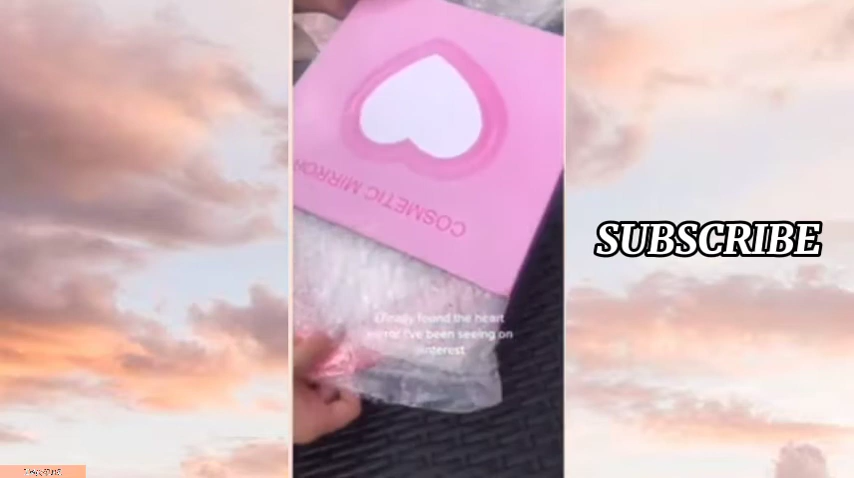 COSMETIC MIRROR
I finally found the heart
mirror I've been seeing on
pinterest
SUBSCRIBE